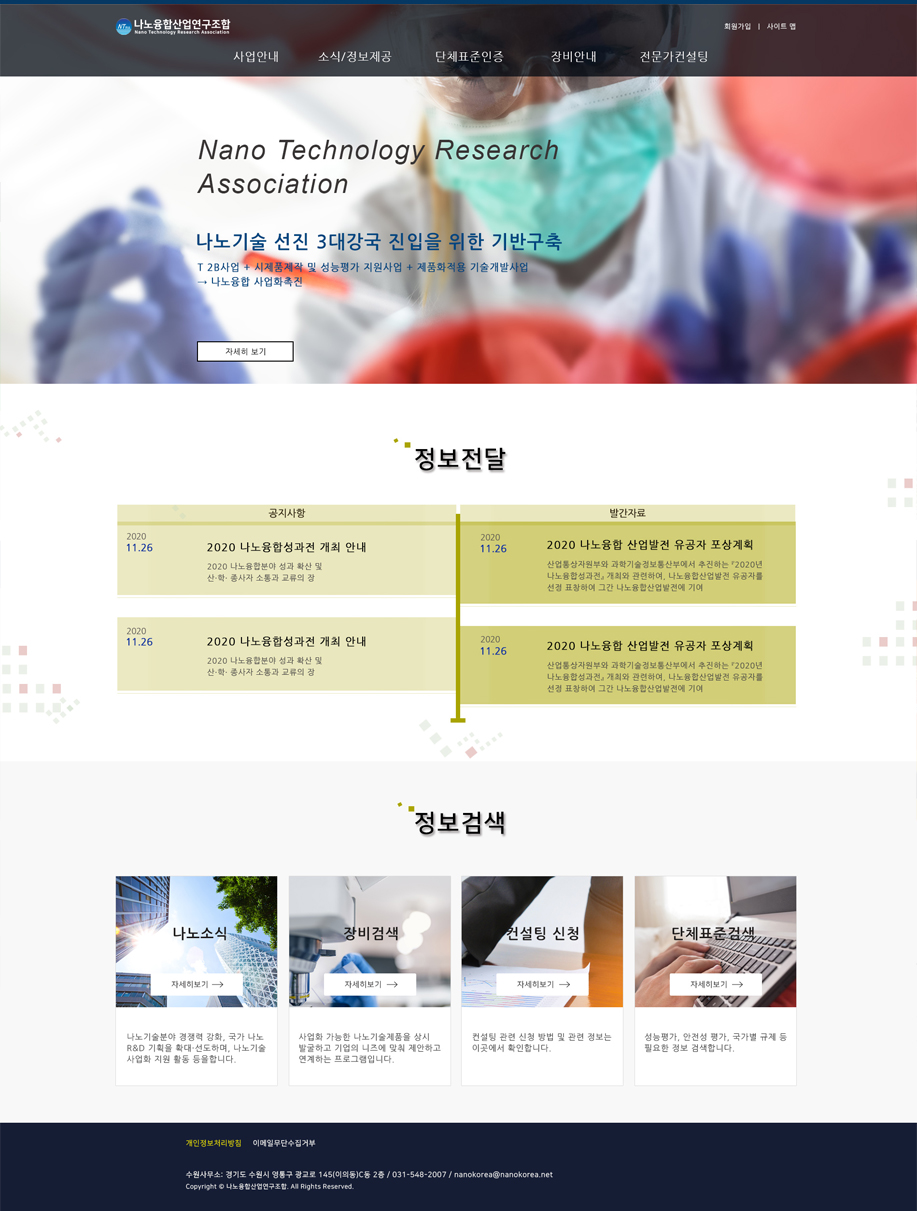 NTra 나노융합산업연구조합
Nano Technology Research Association
회원가입 | 사이트 맵
사업안내 소식/정보제공 단체표준인증 장비안내 전문가컨설팅
Nano Technology Research
Association
나노기술 선진 3대강국 진입을 위한 기반구축
T 2B사업 + 시제품제작 및 성능평가 지원사업 + 제품화적용 기술개발사업
→ 나노융합 사업화촉진
자세히 보기
정보전달
공지사항
2020
11.26
2020 나노융합성과전 개최 안내
2020 나노융합분야 성과 확산 및
산·학· 종사자 소통과 교류의 장
2020
11.26
2020 나노융합성과전 개최 안내
2020 나노융합분야 성과 확산 및
산·학· 종사자 소통과 교류의 장
발간자료
2020
11.26
2020 나노융합 산업발전 유공자 포상계획
산업통상자원부와 과학기술정보통산부에서 추진하는 『2020년
나노융합성과전』 개최와 관련하여, 나노융합산업발전 유공자를
선정 표창하여 그간 나노융합산업발전에 기여
2020
11.26
2020 나노융합 산업발전 유공자 포상계획
산업통상자원부와 과학기술정보통산부에서 추진하는 『2020년
나노융합성과전』 개최와 관련하여, 나노융합산업발전 유공자를
선정 표창하여 그간 나노융합산업발전에 기여
정보검색
나노소식
자세히보기 →
나노기술분야 경쟁력 강화, 국가 나노
R&D 기획을 확대·선도하며, 나노기술
사업화 지원 활동 등을합니다.
장비검색
자세히보기 →
사업화 가능한 나노기술제품을 상시
발굴하고 기업의 니즈에 맞춰 제안하고
연계하는 프로그램입니다.
컨설팅 신청
자세히보기 →
컨설팅 관련 신청 방법 및 관련 정보는
이곳에서 확인합니다.
단체표준검색
자세히보기 →
성능평가, 안전성 평가, 국가별 규제 등
필요한 정보 검색합니다.
개인정보처리방침 이메일무단수집거부
수원사무소: 경기도 수원시 영통구 광교로 145(이의동)C동 2층 / 031-548-2007 / nanokorea@nanokorea.net
Copyright © 나노융합산업연구조합. All Rights Reserved.